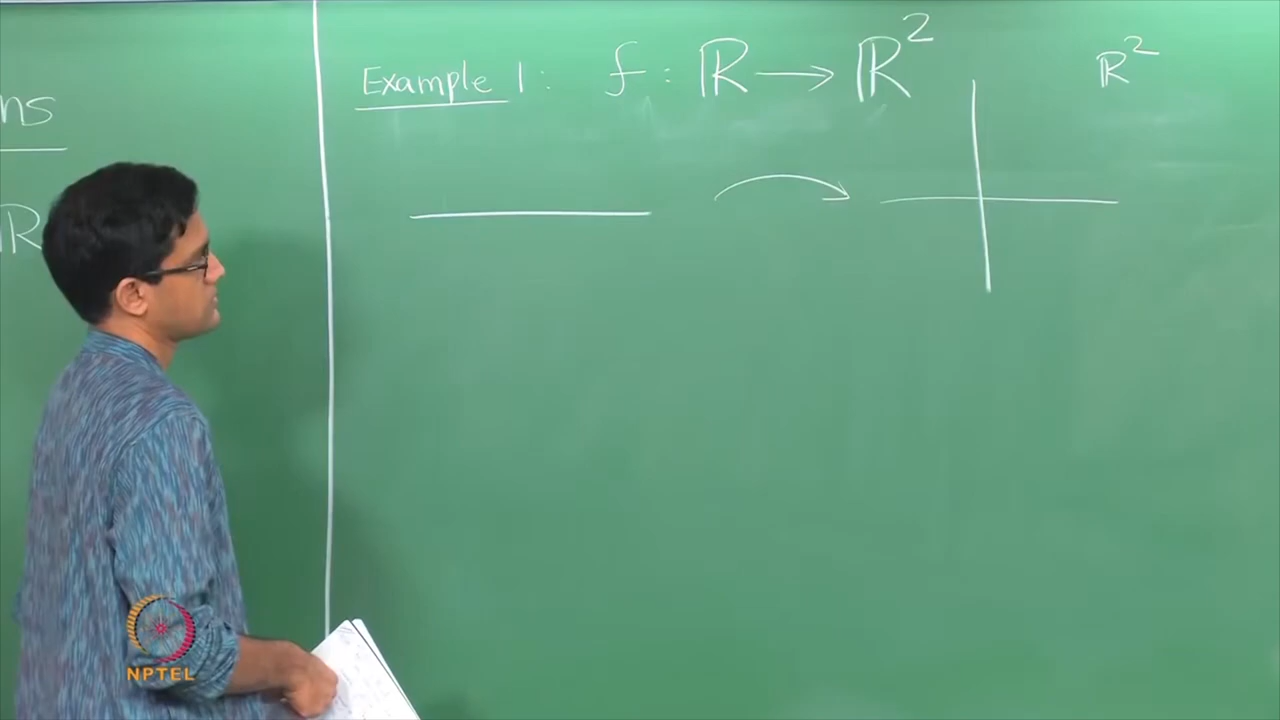 ns
ℝ
Example 1: f: ℝ ⟶ ℝ²
ℝ²
NPTEL